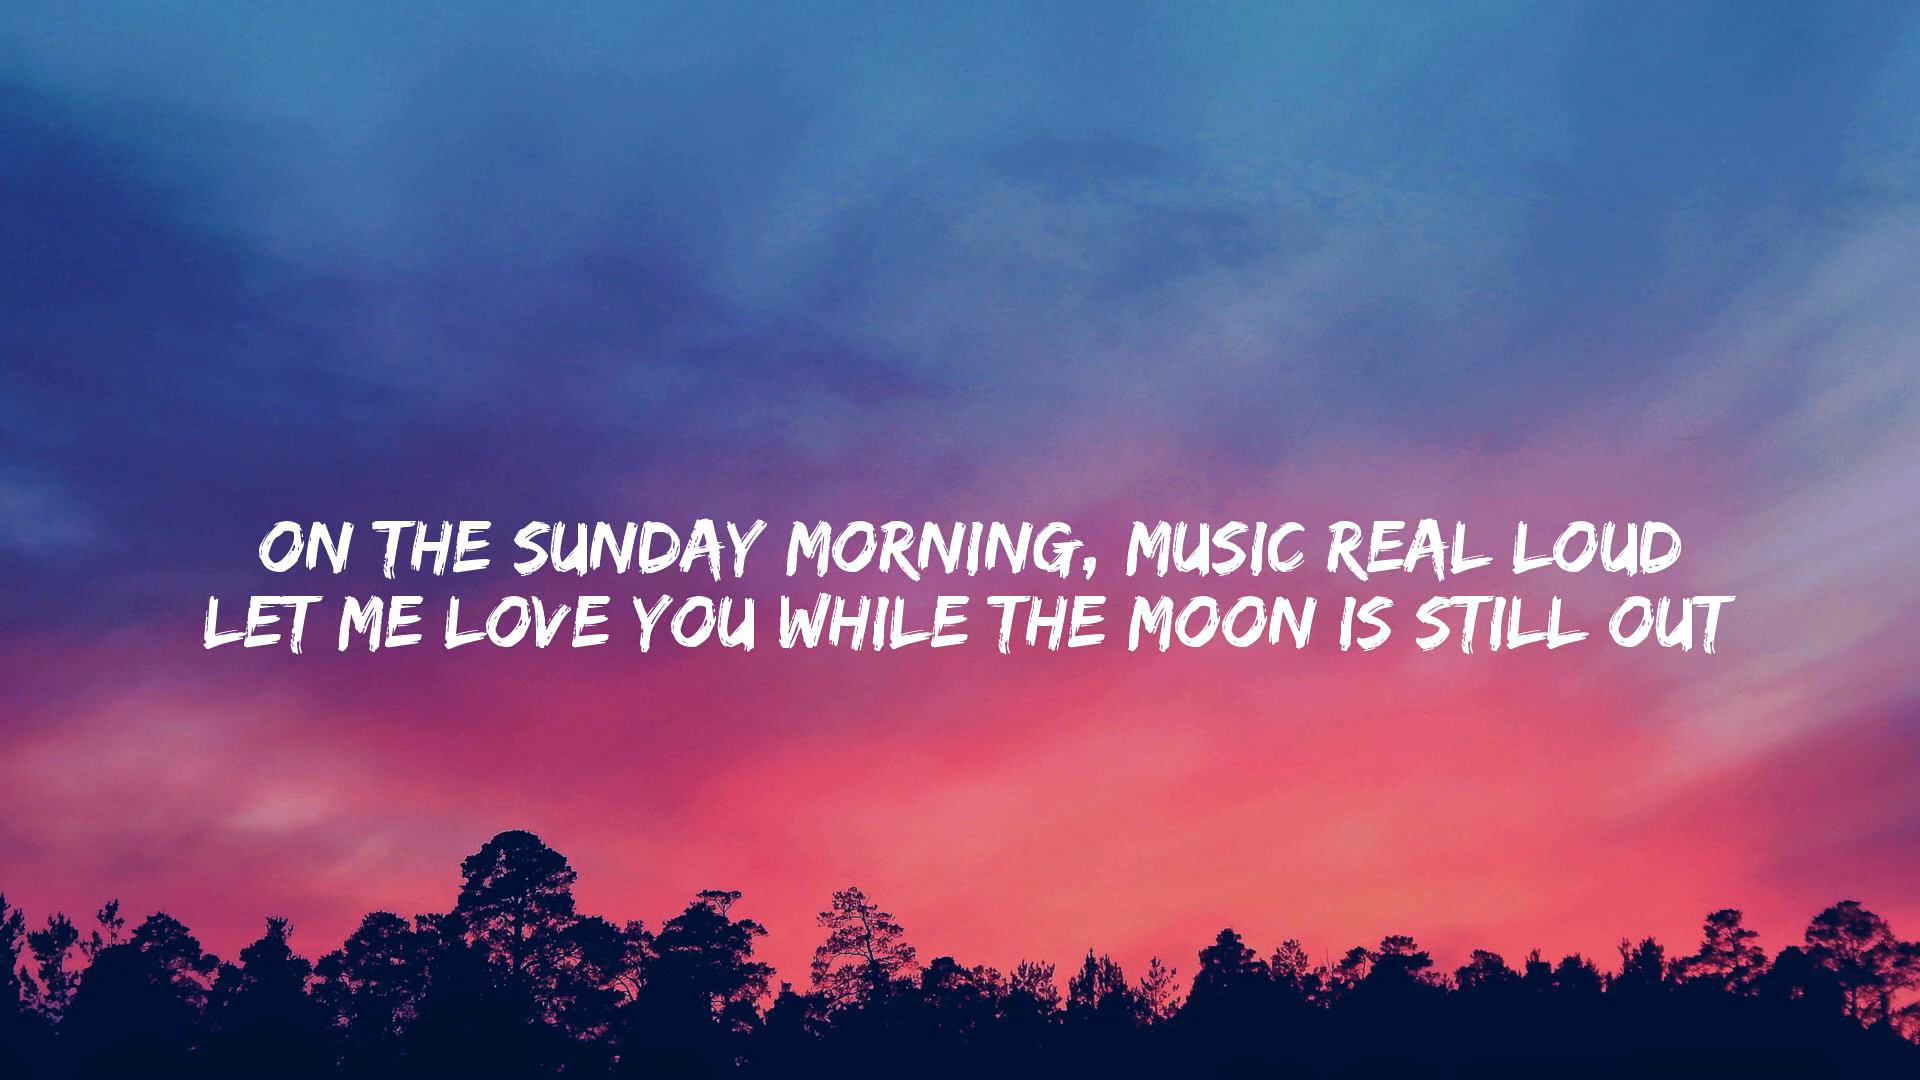 ON THE SUNDAY MORNING, MUSIC REAL LOUD
LET ME LOVE YOU WHILE THE MOON IS STILL OUT